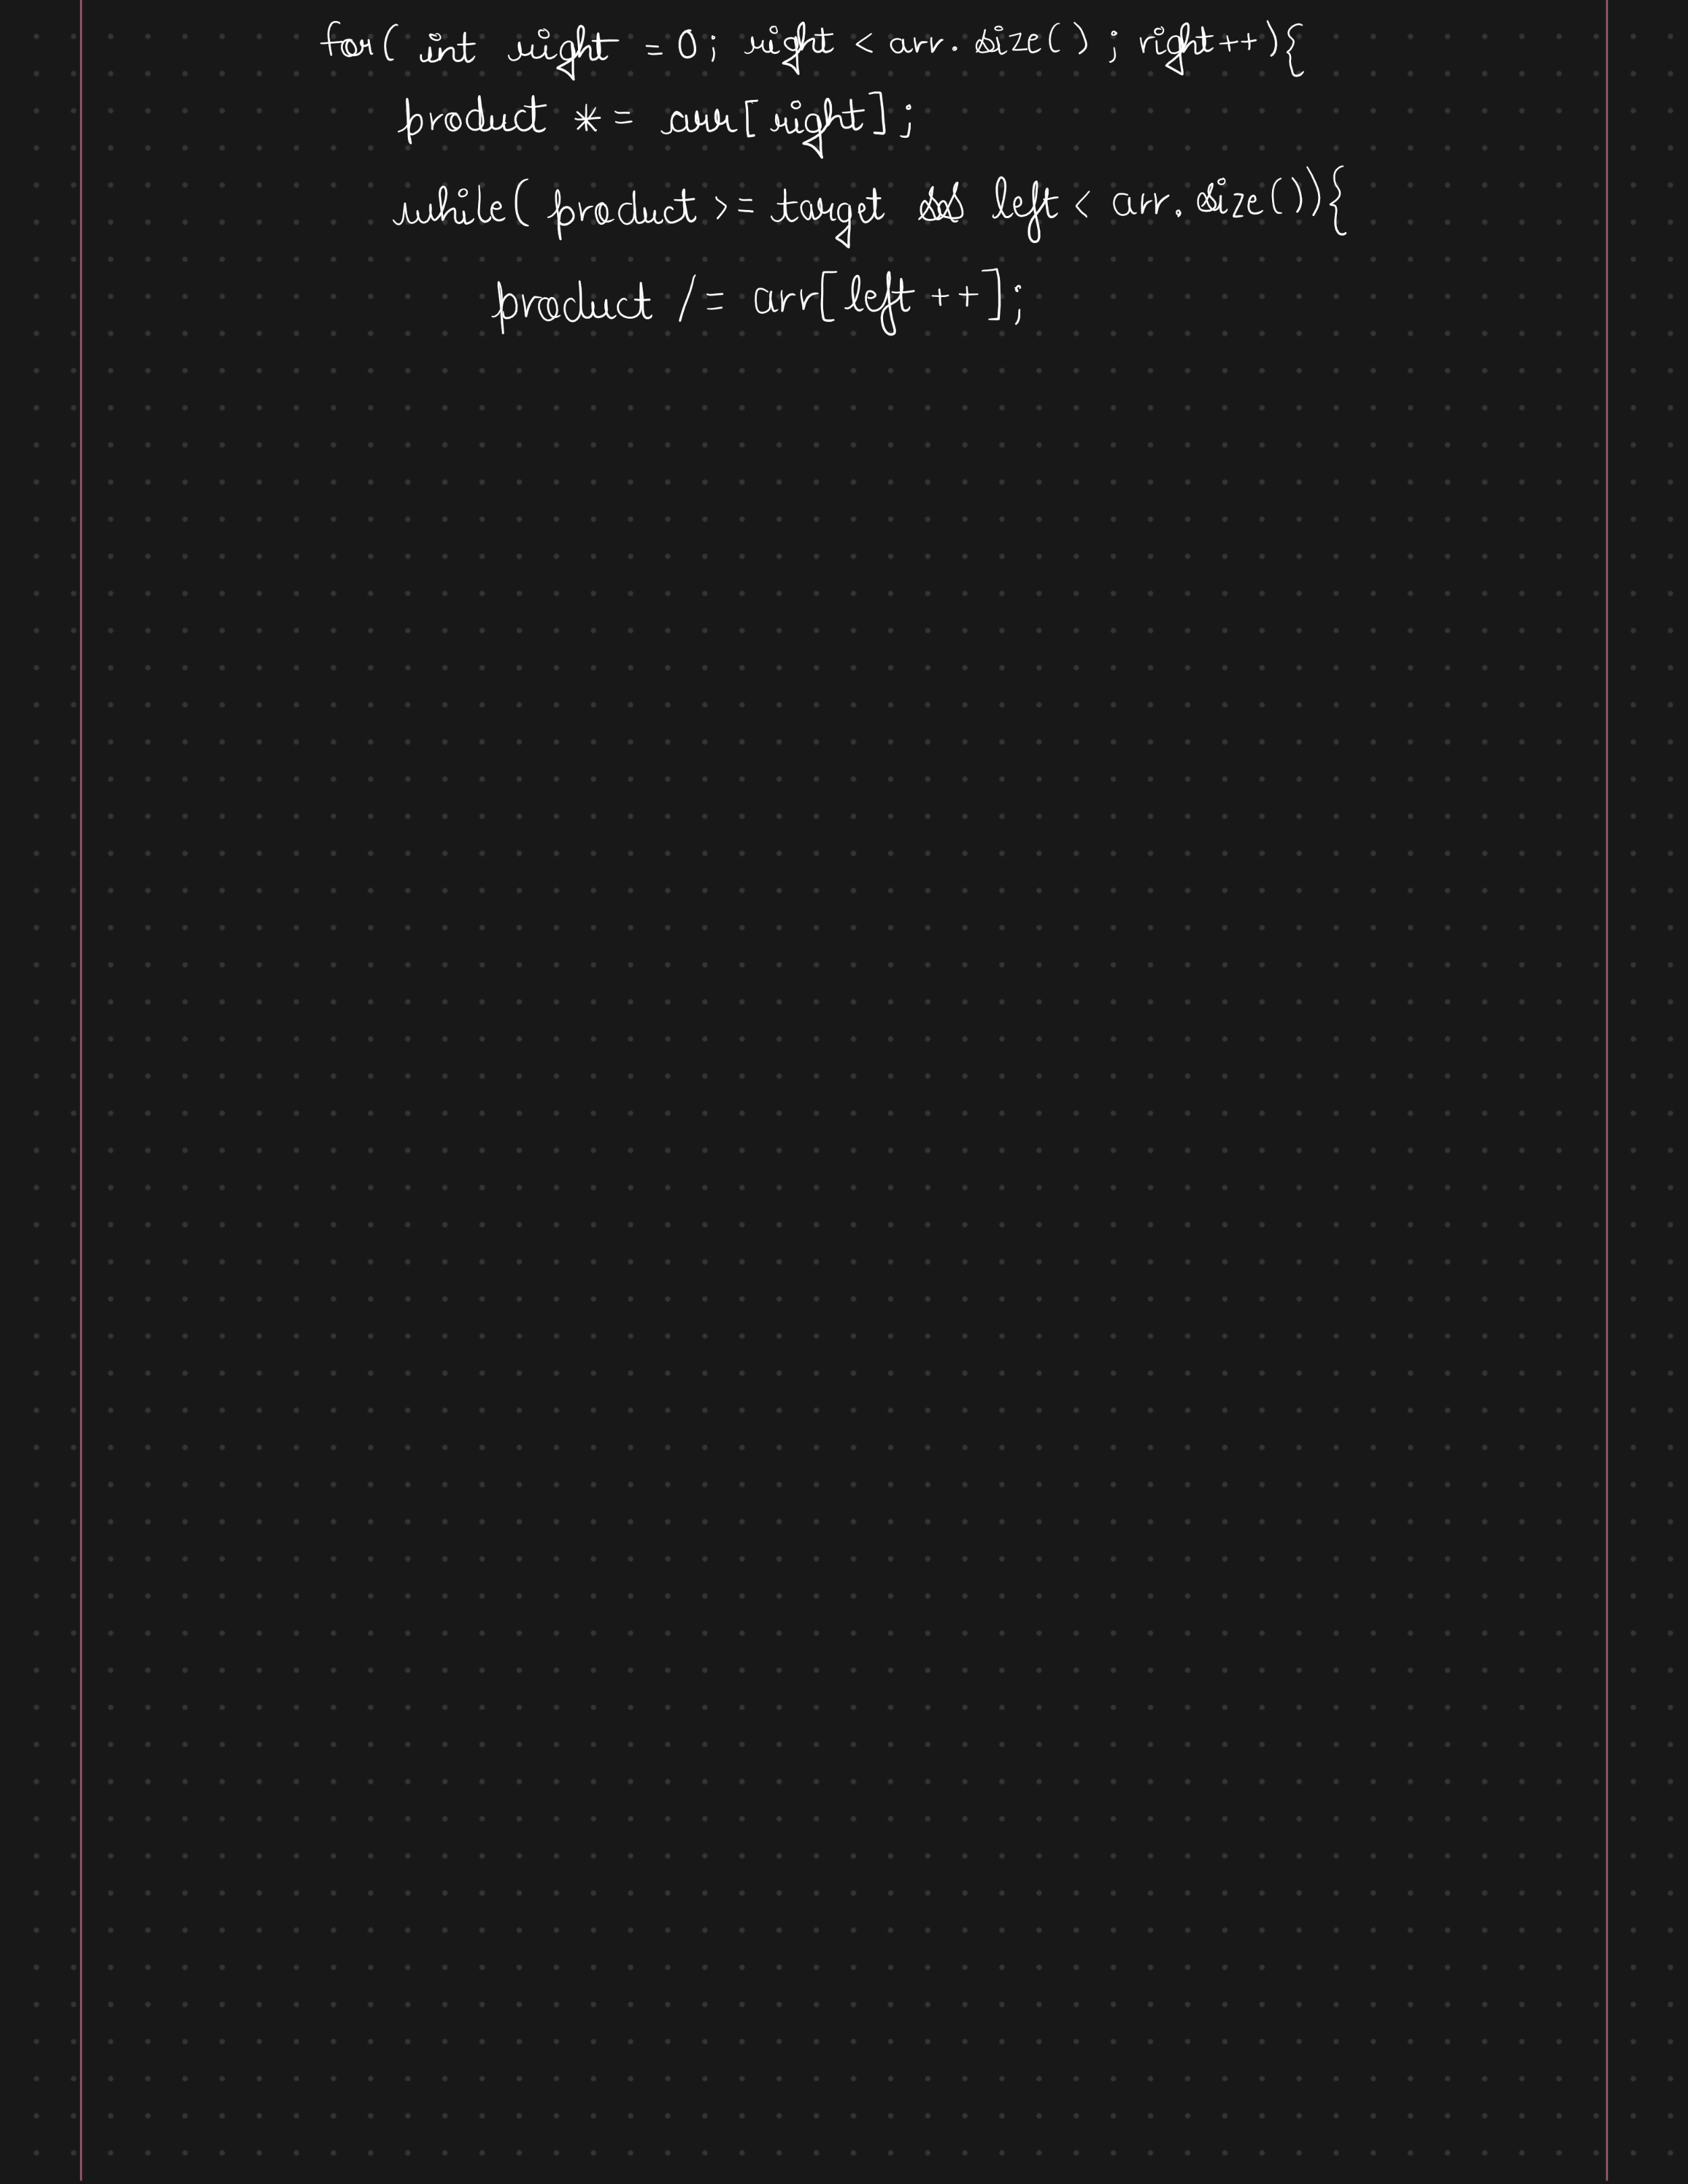 for( int right = 0; right < arr.size() ; right++){
product *= arr[right];
while( product >= target && left < arr.size()){
product /= arr[left++];